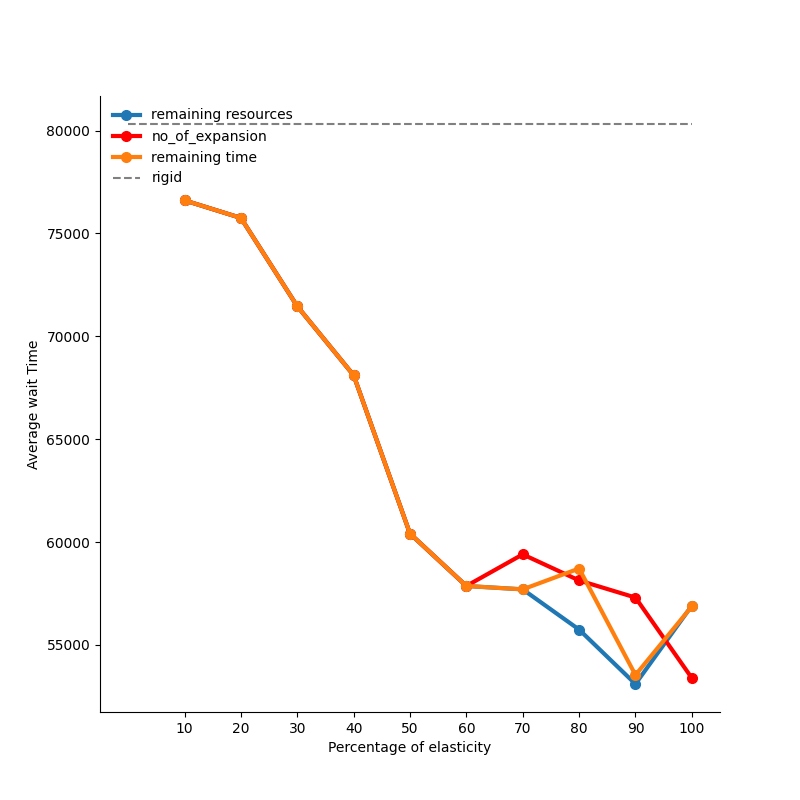 remaining resources
no_of_expansion
remaining time
rigid
80000
75000
70000
65000
60000
55000
Average wait Time
10 20 30 40 50 60 70 80 90 100
Percentage of elasticity